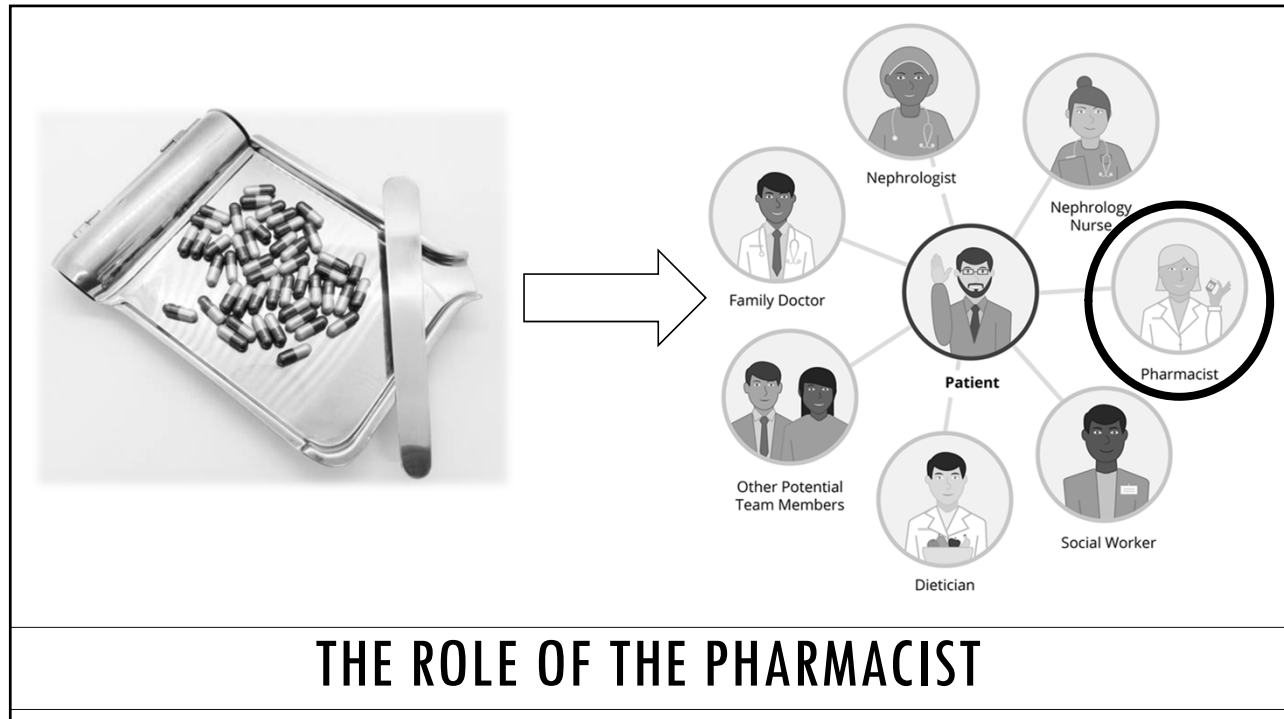 Nephrologist
Nephrology
Nurse
Family Doctor
Pharmacist
Patient
Other Potential
Team Members
Social Worker
Dietician
THE ROLE OF THE PHARMACIST